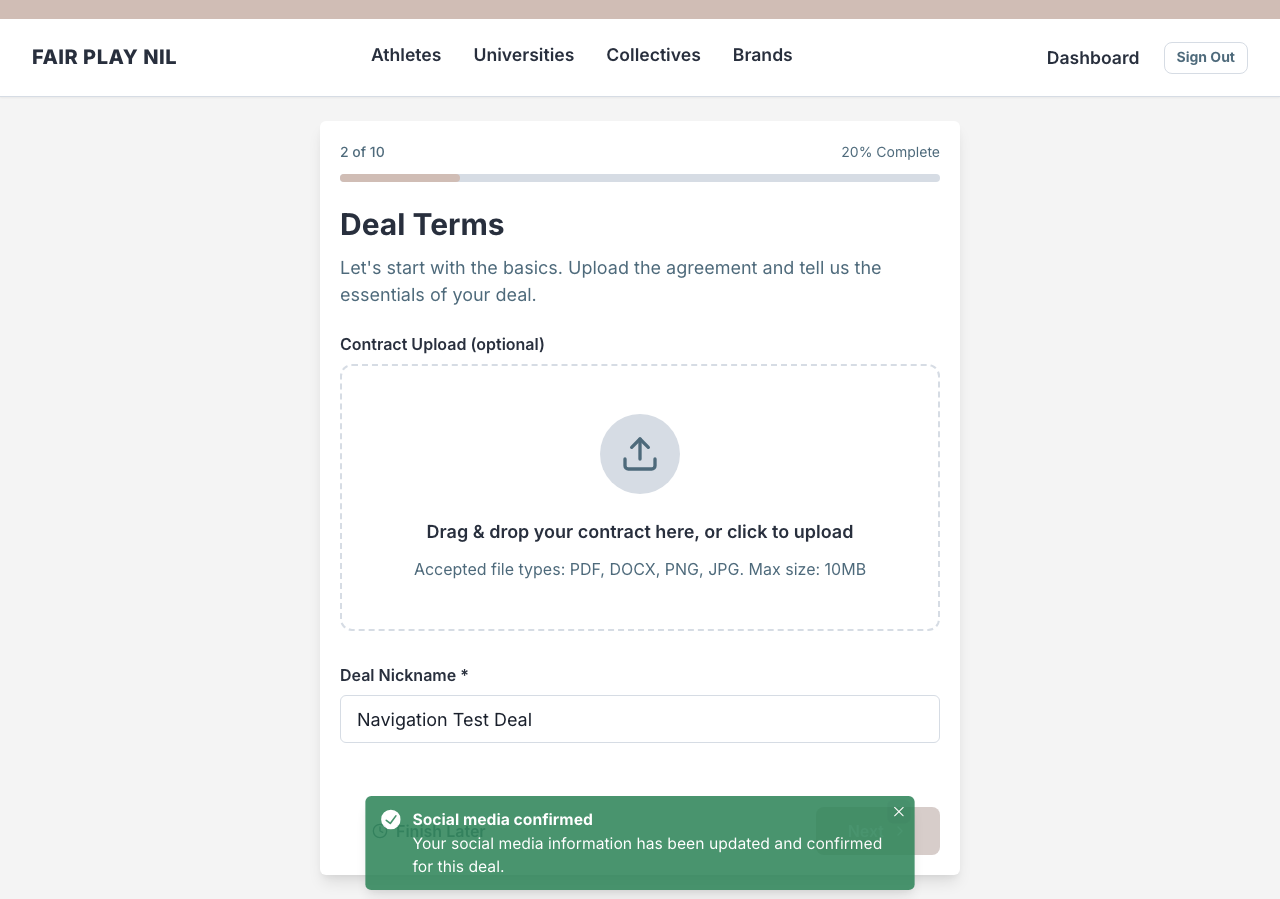 FAIR PLAY NIL
Athletes
Universities
Collectives
Brands
Dashboard
Sign Out
2 of 10
20% Complete
Deal Terms
Let's start with the basics. Upload the agreement and tell us the
essentials of your deal.
Contract Upload (optional)
Drag & drop your contract here, or click to upload
Accepted file types: PDF, DOCX, PNG, JPG. Max size: 10MB
Deal Nickname *
Navigation Test Deal
Social media confirmed
Finish Later
Next
Your social media information has been updated and confirmed
for this deal.